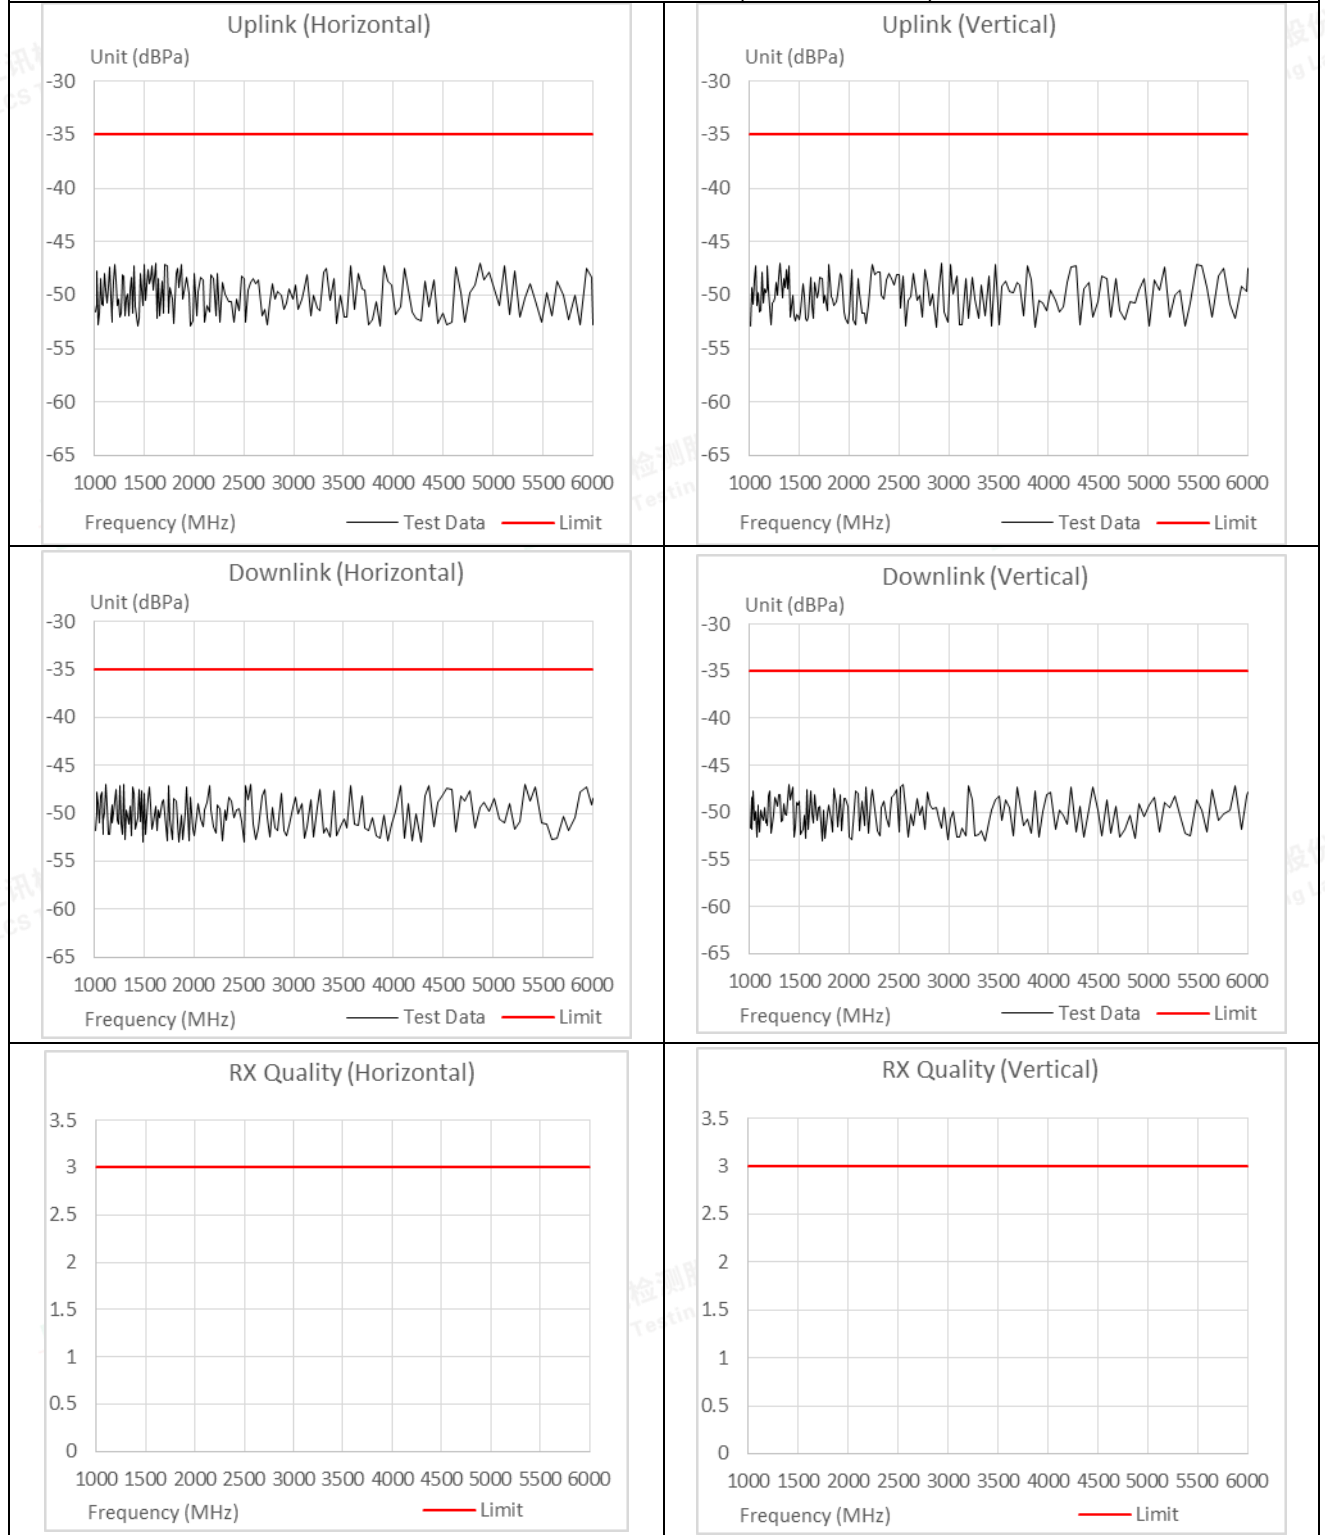 Uplink (Horizontal)
Unit (dBPa)
-30
-35
-40
-45
-50
-55
-60
-65
1000 1500 2000 2500 3000 3500 4000 4500 5000 5500 6000
Frequency (MHz) Test Data Limit
Uplink (Vertical)
Unit (dBPa)
-30
-35
-40
-45
-50
-55
-60
-65
1000 1500 2000 2500 3000 3500 4000 4500 5000 5500 6000
Frequency (MHz) Test Data Limit
Downlink (Horizontal)
Unit (dBPa)
-30
-35
-40
-45
-50
-55
-60
-65
1000 1500 2000 2500 3000 3500 4000 4500 5000 5500 6000
Frequency (MHz) Test Data Limit
Downlink (Vertical)
Unit (dBPa)
-30
-35
-40
-45
-50
-55
-60
-65
1000 1500 2000 2500 3000 3500 4000 4500 5000 5500 6000
Frequency (MHz) Test Data Limit
RX Quality (Horizontal)
3.5
3
2.5
2
1.5
1
0.5
0
1000 1500 2000 2500 3000 3500 4000 4500 5000 5500 6000
Frequency (MHz) Limit
RX Quality (Vertical)
3.5
3
2.5
2
1.5
1
0.5
0
1000 1500 2000 2500 3000 3500 4000 4500 5000 5500 6000
Frequency (MHz) Limit
检测
Testin
检测
Testin